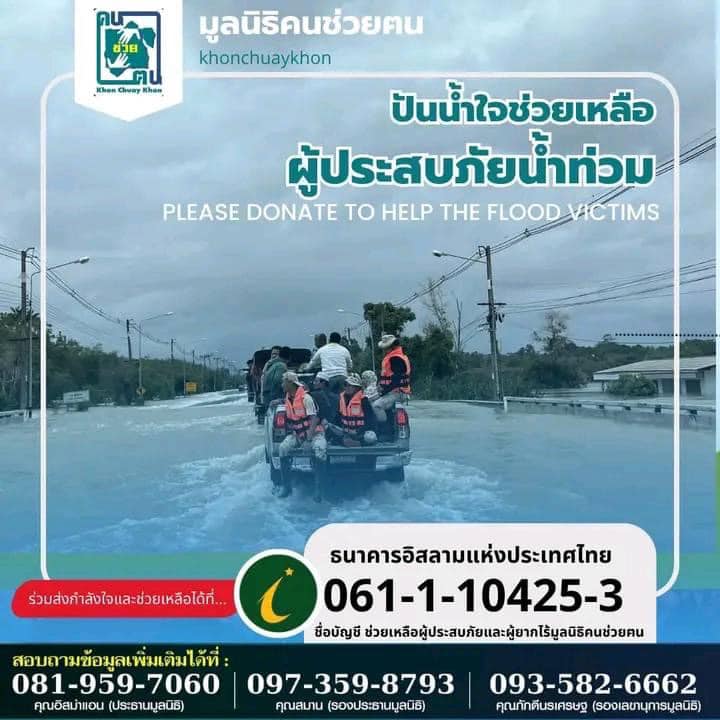 คน
ช่วย
ฅน
Khon Chuay Khon
มูลนิธิคนช่วยฅน
khonchuaykhon
ปันน้ำใจช่วยเหลือ
ผู้ประสบภัยน้ำท่วม
PLEASE DONATE TO HELP THE FLOOD VICTIMS
ร่วมส่งกำลังใจและช่วยเหลือได้ที่...
ธนาคารอิสลามแห่งประเทศไทย
061-1-10425-3
ชื่อบัญชี ช่วยเหลือผู้ประสบภัยและผู้ยากไร้มูลนิธิคนช่วยฅน
สอบถามข้อมูลเพิ่มเติมได้ที่ :
081-959-7060
คุณอิสม่าแอน (ประธานมูลนิธิ)
097-359-8793
คุณสมาน (รองประธานมูลนิธิ)
093-582-6662
คุณภักดีนรเศรษฐ (รองเลขานุการมูลนิธิ)